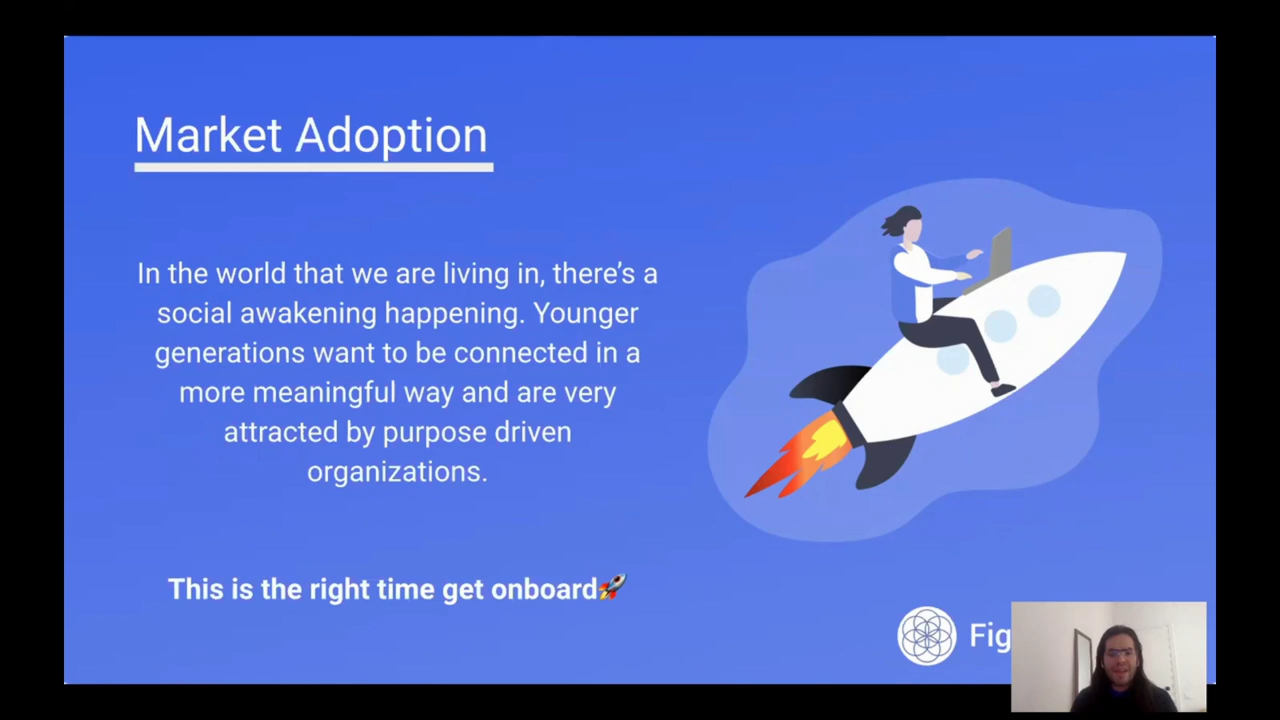 Market Adoption
In the world that we are living in, there’s a
social awakening happening. Younger
generations want to be connected in a
more meaningful way and are very
attracted by purpose driven
organizations.
This is the right time get onboard🚀